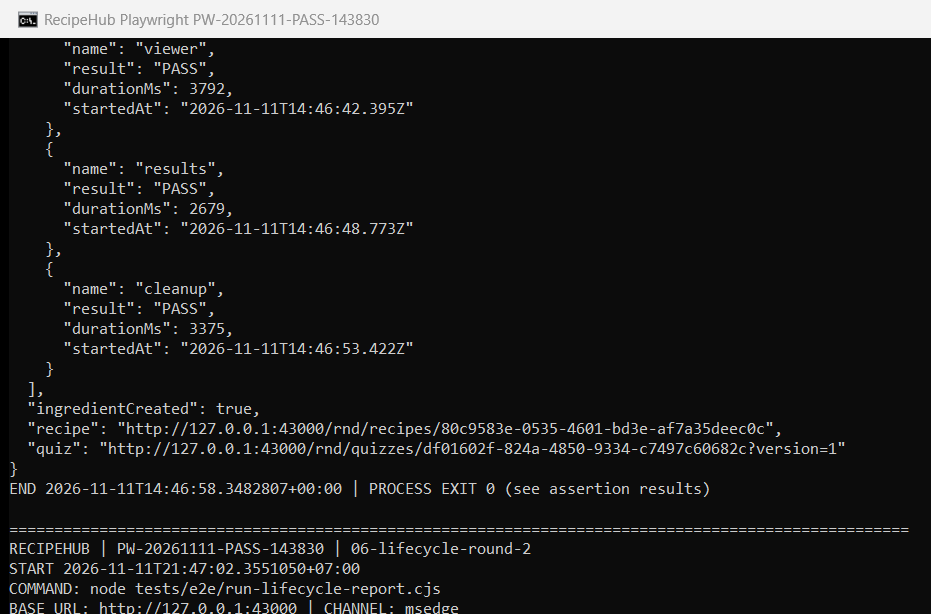 RecipeHub Playwright PW-20261111-PASS-143830
"name": "viewer",
"result": "PASS",
"durationMs": 3792,
"startedAt": "2026-11-11T14:46:42.395Z"
},
{
"name": "results",
"result": "PASS",
"durationMs": 2679,
"startedAt": "2026-11-11T14:46:48.773Z"
},
{
"name": "cleanup",
"result": "PASS",
"durationMs": 3375,
"startedAt": "2026-11-11T14:46:53.422Z"
}
],
"ingredientCreated": true,
"recipe": "http://127.0.0.1:43000/rnd/recipes/80c9583e-0535-4601-bd3e-af7a35deec0c",
"quiz": "http://127.0.0.1:43000/rnd/quizzes/df01602f-824a-4850-9334-c7497c60682c?version=1"
}
END 2026-11-11T14:46:58.3482807+00:00 | PROCESS EXIT 0 (see assertion results)
====================================================================================================
RECIPEHUB | PW-20261111-PASS-143830 | 06-lifecycle-round-2
START 2026-11-11T21:47:02.3551050+07:00
COMMAND: node tests/e2e/run-lifecycle-report.cjs
BASE URL: http://127.0.0.1:43000 | CHANNEL: msedge